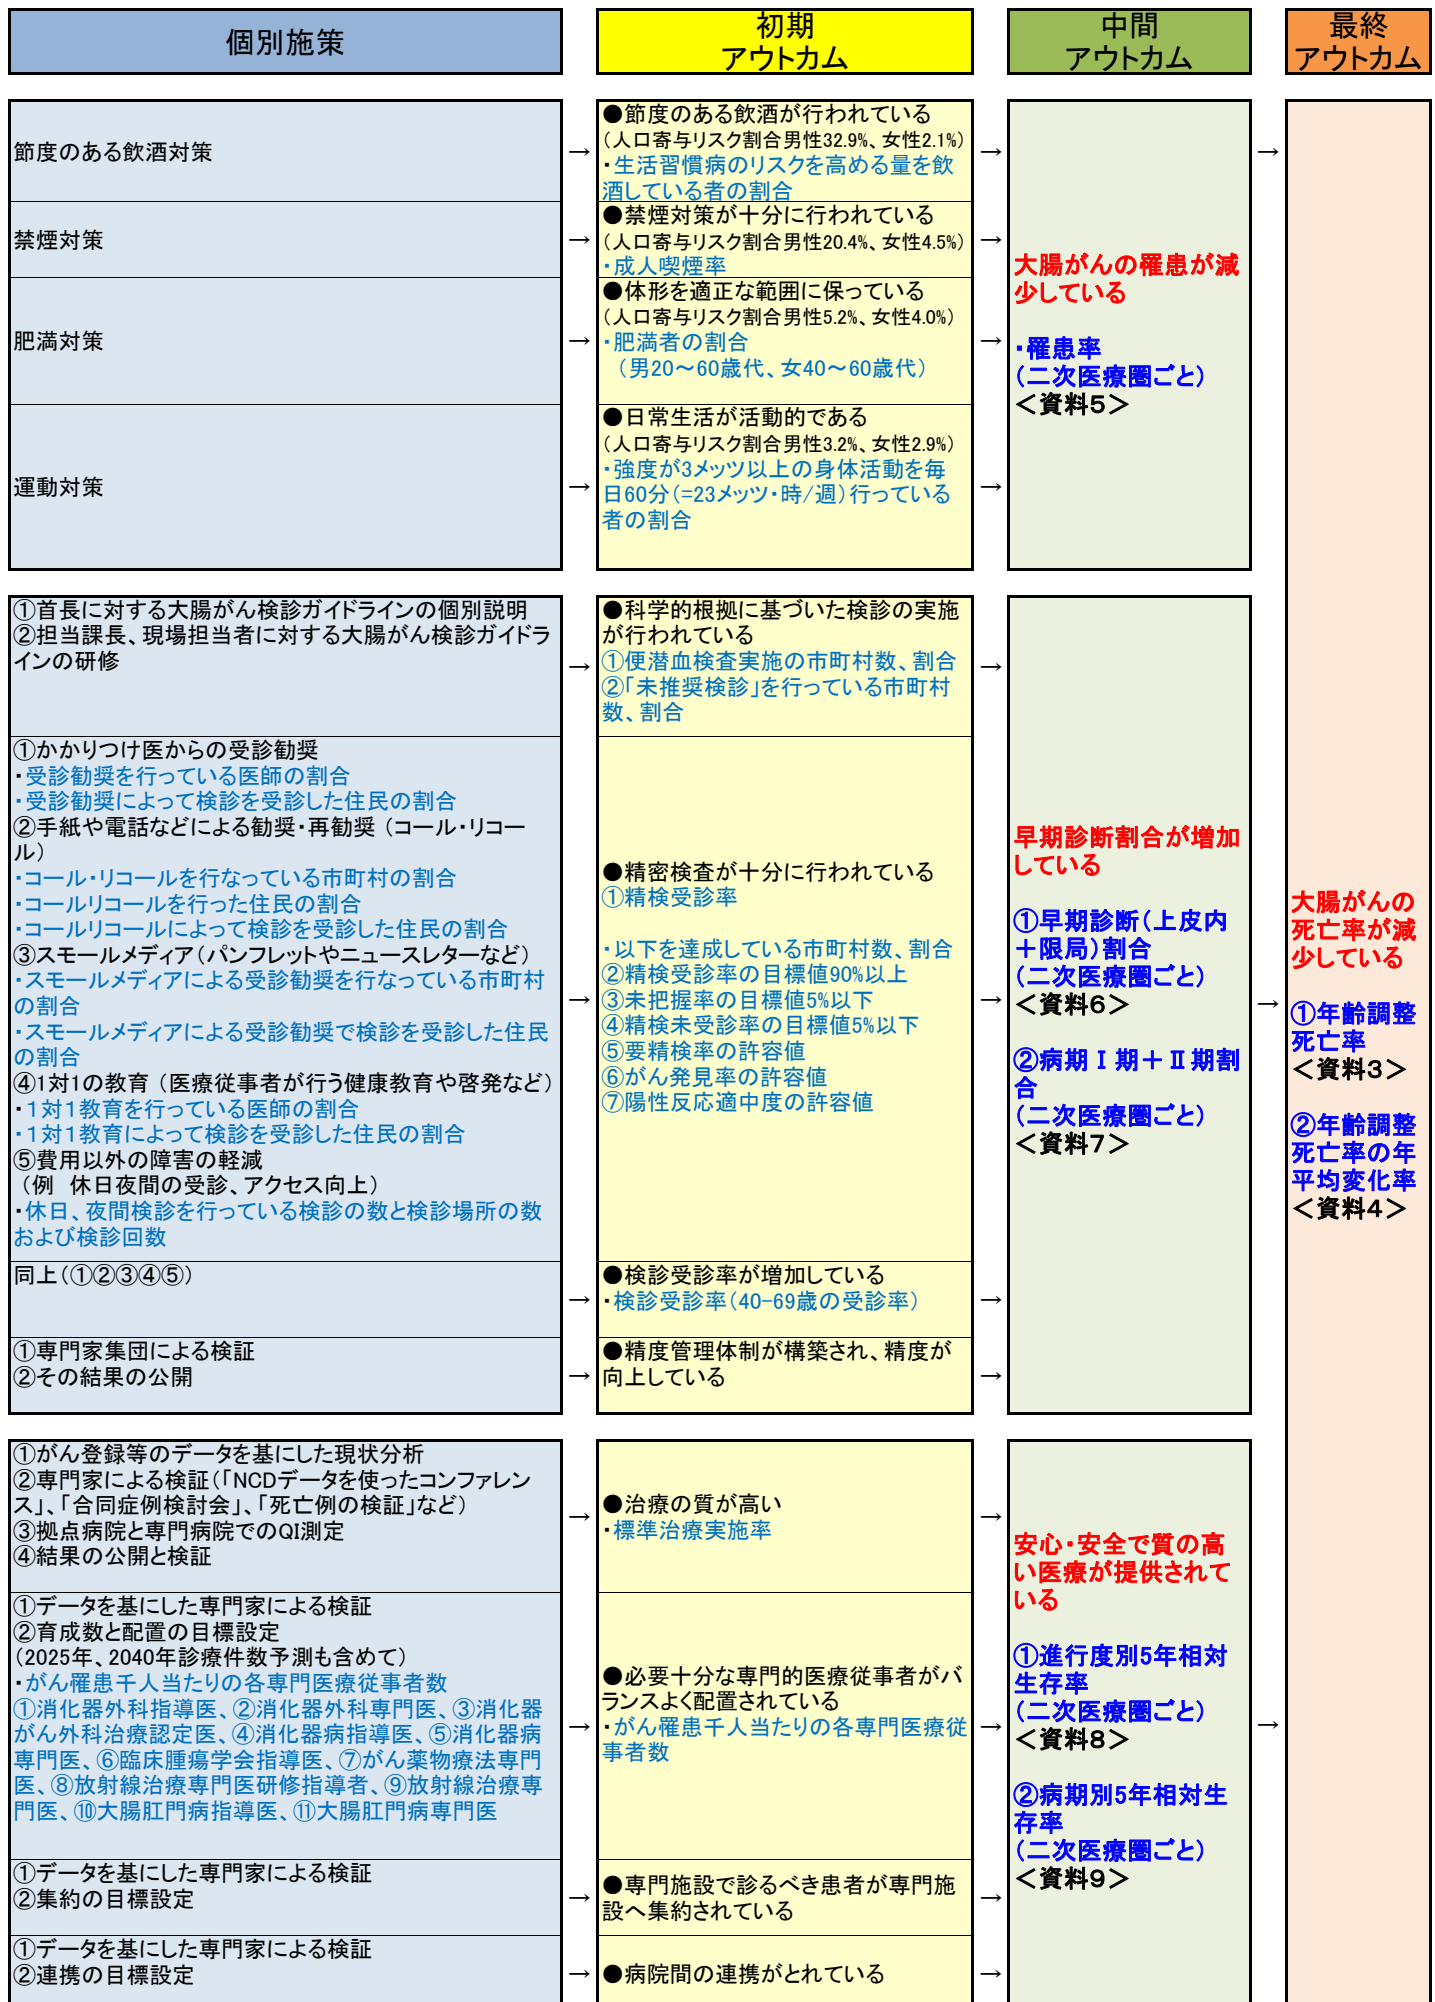 個別施策
初期
アウトカム
中間
アウトカム
最終
アウトカム
節度のある飲酒対策
→
●節度のある飲酒が行われている
（人口寄与リスク割合男性32.9%、女性2.1%）
・生活習慣病のリスクを高める量を飲
酒している者の割合
→
禁煙対策
→
●禁煙対策が十分に行われている
（人口寄与リスク割合男性20.4%、女性4.5%）
・成人喫煙率
→
肥満対策
→
●体形を適正な範囲に保っている
（人口寄与リスク割合男性5.2%、女性4.0%）
・肥満者の割合
（男20～60歳代、女40～60歳代）
→
運動対策
→
●日常生活が活動的である
（人口寄与リスク割合男性3.2%、女性2.9%）
・強度が3メッツ以上の身体活動を毎
日60分（=23メッツ・時/週）行っている
者の割合
→
大腸がんの罹患が減
少している
・罹患率
（二次医療圏ごと）
＜資料5＞
→
①首長に対する大腸がん検診ガイドラインの個別説明
②担当課長、現場担当者に対する大腸がん検診ガイドラ
インの研修
→
●科学的根拠に基づいた検診の実施
が行われている
①便潜血検査実施の市町村数、割合
②「未推奨検診」を行っている市町村
数、割合
→
①かかりつけ医からの受診勧奨
・受診勧奨を行っている医師の割合
・受診勧奨によって検診を受診した住民の割合
②手紙や電話などによる勧奨・再勧奨（コール・リコー
ル）
・コール・リコールを行なっている市町村の割合
・コールリコールを行った住民の割合
・コールリコールによって検診を受診した住民の割合
③スモールメディア（パンフレットやニュースレターなど）
・スモールメディアによる受診勧奨を行なっている市町村
の割合
・スモールメディアによる受診勧奨で検診を受診した住民
の割合
④1対1の教育（医療従事者が行う健康教育や啓発など）
・１対１教育を行っている医師の割合
・１対１教育によって検診を受診した住民の割合
⑤費用以外の障害の軽減
（例　休日夜間の受診、アクセス向上）
・休日、夜間検診を行っている検診の数と検診場所の数
および検診回数
→
●精密検査が十分に行われている
①精検受診率
・以下を達成している市町村数、割合
②精検受診率の目標値90%以上
③未把握率の目標値5%以下
④精検未受診率の目標値5%以下
⑤要精検率の許容値
⑥がん発見率の許容値
⑦陽性反応適中度の許容値
→
同上（①②③④⑤）
→
●検診受診率が増加している
・検診受診率（40-69歳の受診率）
→
①専門家集団による検証
②その結果の公開
→
●精度管理体制が構築され、精度が
向上している
→
早期診断割合が増加
している
①早期診断（上皮内
＋限局）割合
（二次医療圏ごと）
＜資料6＞
②病期Ⅰ期＋Ⅱ期割
合
（二次医療圏ごと）
＜資料7＞
→
大腸がんの
死亡率が減
少している
①年齢調整
死亡率
＜資料3＞
②年齢調整
死亡率の年
平均変化率
＜資料4＞
①がん登録等のデータを基にした現状分析
②専門家による検証（「NCDデータを使ったコンファレン
ス」、「合同症例検討会」、「死亡例の検証」など）
③拠点病院と専門病院でのQI測定
④結果の公開と検証
→
●治療の質が高い
・標準治療実施率
→
①データを基にした専門家による検証
②育成数と配置の目標設定
（2025年、2040年診療件数予測も含めて）
・がん罹患千人当たりの各専門医療従事者数
①消化器外科指導医、②消化器外科専門医、③消化器
がん外科治療認定医、④消化器病指導医、⑤消化器病
専門医、⑥臨床腫瘍学会指導医、⑦がん薬物療法専門
医、⑧放射線治療専門医研修指導者、⑨放射線治療専
門医、⑩大腸肛門病指導医、⑪大腸肛門病専門医
→
●必要十分な専門的医療従事者がバ
ランスよく配置されている
・がん罹患千人当たりの各専門医療従
事者数
→
①データを基にした専門家による検証
②集約の目標設定
→
●専門施設で診るべき患者が専門施
設へ集約されている
→
①データを基にした専門家による検証
②連携の目標設定
→
●病院間の連携がとれている
→
安心・安全で質の高
い医療が提供されて
いる
①進行度別5年相対
生存率
（二次医療圏ごと）
＜資料8＞
②病期別5年相対生
存率
（二次医療圏ごと）
＜資料9＞
→